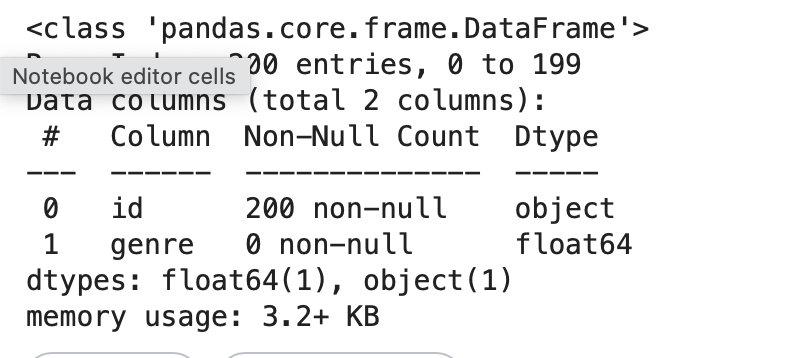 <class 'pandas.core.frame.DataFrame'>
00 entries, 0 to 199
Notebook editor cells
Data columns (total 2 columns):
# Column Non-Null Count Dtype
--- ------ -------------- -----
0 id 200 non-null object
1 genre 0 non-null float64
dtypes: float64(1), object(1)
memory usage: 3.2+ KB